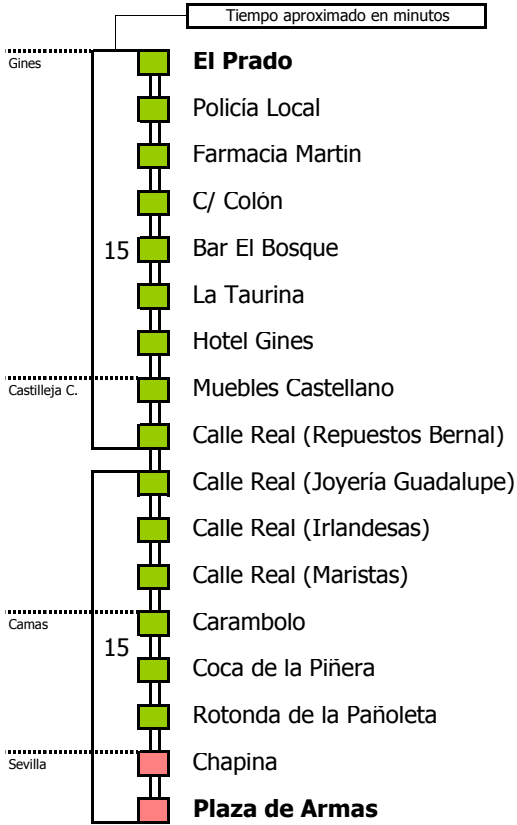 Tiempo aproximado en minutos
Gines
El Prado
Policía Local
Farmacia Martin
C/ Colón
15
Bar El Bosque
La Taurina
Hotel Gines
Castilleja C.
Muebles Castellano
Calle Real (Repuestos Bernal)
Calle Real (Joyería Guadalupe)
Calle Real (Irlandesas)
Calle Real (Maristas)
Camas
Carambolo
15
Coca de la Piñera
Rotonda de la Pañoleta
Sevilla
Chapina
Plaza de Armas